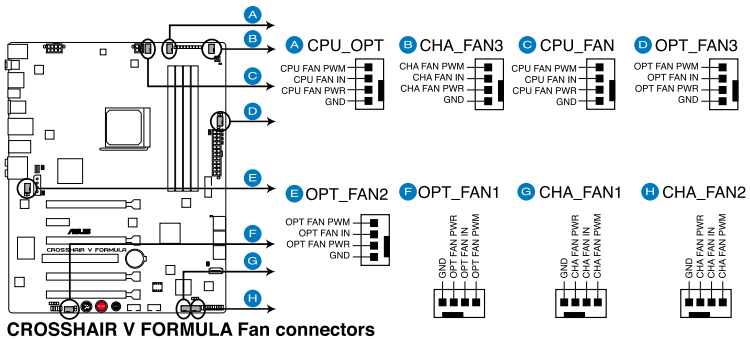 A
B
C
D
E
F
G
H
ASUS
CROSSHAIR V FORMULA
A CPU_OPT
CPU FAN PWM
CPU FAN IN
CPU FAN PWR
GND
B CHA_FAN3
CHA FAN PWM
CHA FAN IN
CHA FAN PWR
GND
C CPU_FAN
CPU FAN PWM
CPU FAN IN
CPU FAN PWR
GND
D OPT_FAN3
OPT FAN PWM
OPT FAN IN
OPT FAN PWR
GND
E OPT_FAN2
OPT FAN PWM
OPT FAN IN
OPT FAN PWR
GND
F OPT_FAN1
GND
OPT FAN PWR
OPT FAN IN
OPT FAN PWM
G CHA_FAN1
GND
CHA FAN PWR
CHA FAN IN
CHA FAN PWM
H CHA_FAN2
GND
CHA FAN PWR
CHA FAN IN
CHA FAN PWM
CROSSHAIR V FORMULA Fan connectors